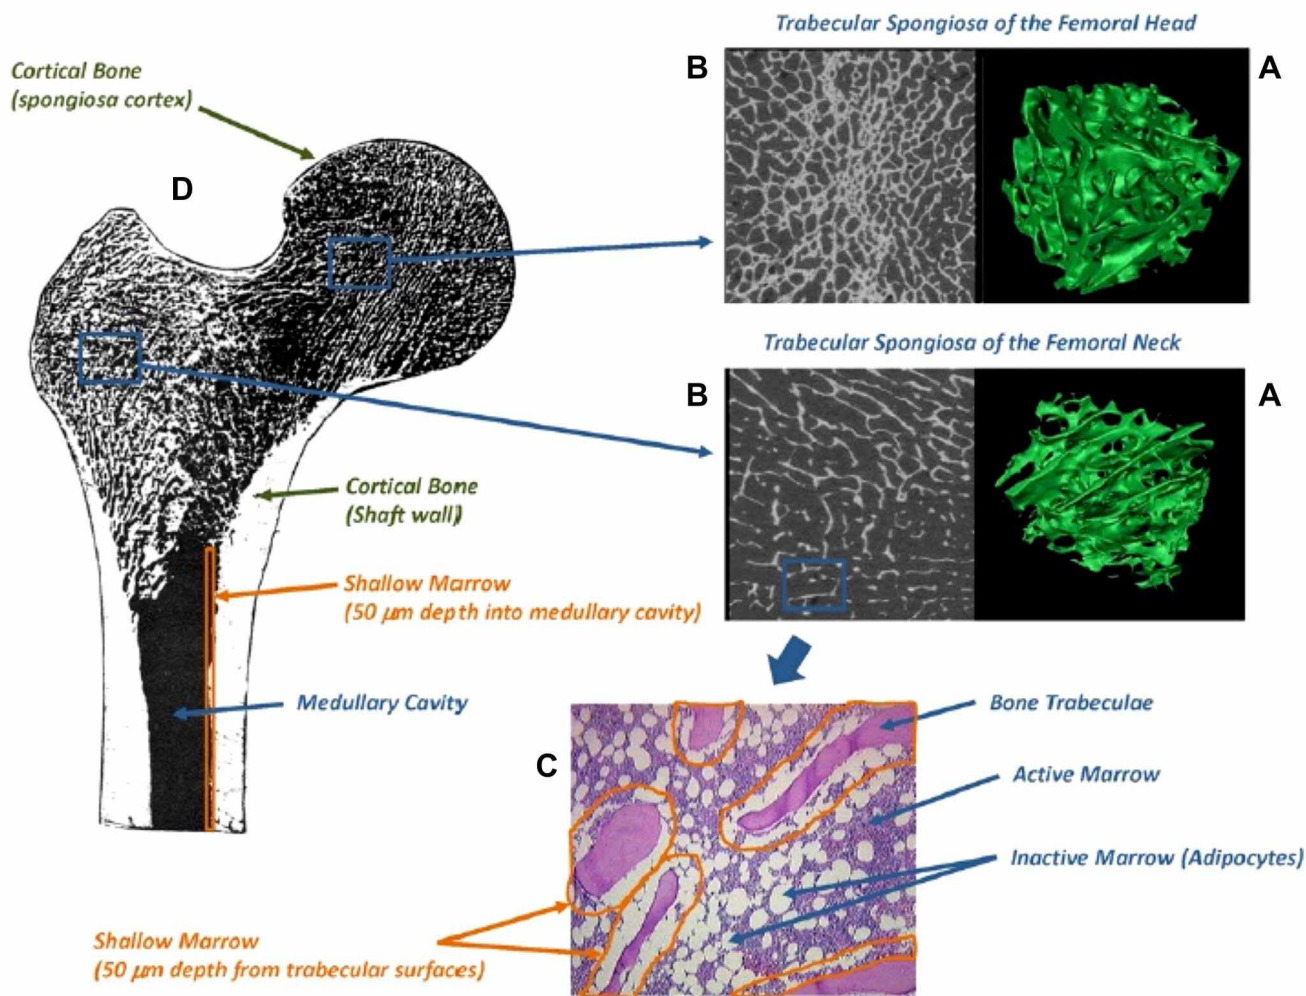 Trabecular Spongiosa of the Femoral Head
Cortical Bone
(spongiosa cortex)
B
A
D
Trabecular Spongiosa of the Femoral Neck
B
A
Cortical Bone
(Shaft wall)
Shallow Marrow
(50 µm depth into medullary cavity)
Medullary Cavity
Bone Trabeculae
C
Active Marrow
Inactive Marrow (Adipocytes)
Shallow Marrow
(50 µm depth from trabecular surfaces)